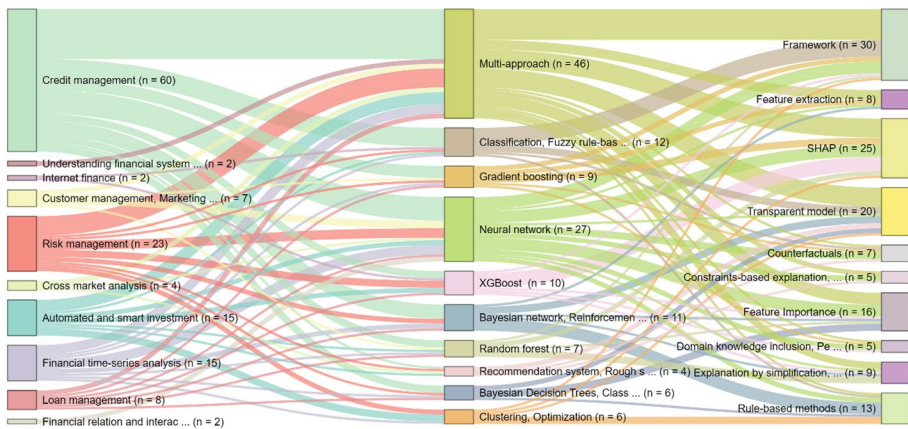 Credit management (n = 60)
Understanding financial system ... (n = 2)
Internet finance (n = 2)
Customer management, Marketing ... (n = 7)
Risk management (n = 23)
Cross market analysis (n = 4)
Automated and smart investment (n = 15)
Financial time-series analysis (n = 15)
Loan management (n = 8)
Financial relation and interac ... (n = 2)
Multi-approach (n = 46)
Classification, Fuzzy rule-bas ... (n = 12)
Gradient boosting (n = 9)
Neural network (n = 27)
XGBoost (n = 10)
Bayesian network, Reinforcemen ... (n = 11)
Random forest (n = 7)
Recommendation system, Rough s ... (n = 4)
Bayesian Decision Trees, Class ... (n = 6)
Clustering, Optimization (n = 6)
Framework (n = 30)
Feature extraction (n = 8)
SHAP (n = 25)
Transparent model (n = 20)
Counterfactuals (n = 7)
Constraints-based explanation, ... (n = 5)
Feature Importance (n = 16)
Domain knowledge inclusion, Pe ... (n = 5)
Explanation by simplification, ... (n = 9)
Rule-based methods (n = 13)